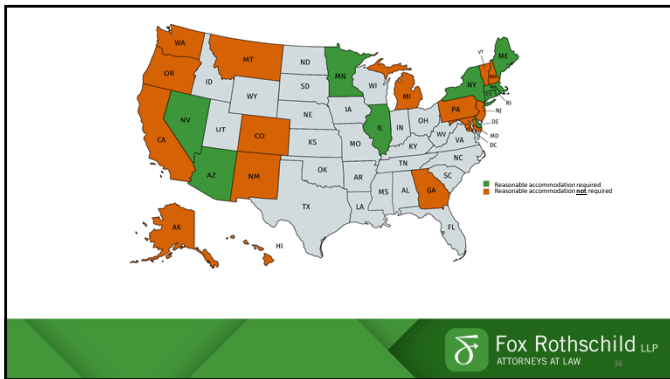 WA
MT
ND
MN
ME
VT
NH
OR
ID
SD
WI
NY
MA
WY
MI
RI
CT
IA
PA
NJ
NE
OH
DE
NV
IL
IN
MD
UT
CO
WV
DC
CA
KS
MO
VA
KY
NC
TN
OK
AZ
NM
AR
SC
MS
AL
GA
TX
LA
AK
HI
FL
Reasonable accommodation required
Reasonable accommodation not required
Fox Rothschild LLP
ATTORNEYS AT LAW
36